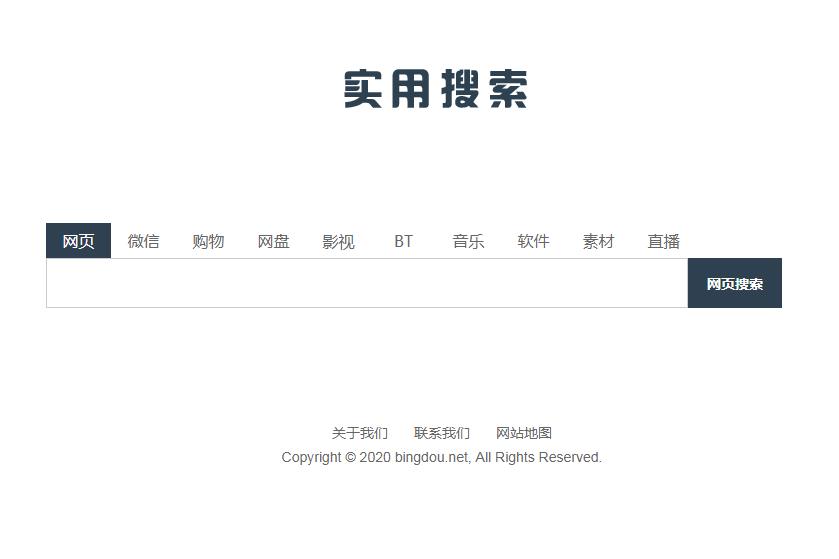 实用搜索
网页 微信 购物 网盘 影视 BT 音乐 软件 素材 直播
网页搜索
关于我们 联系我们 网站地图
Copyright © 2020 bingdou.net, All Rights Reserved.